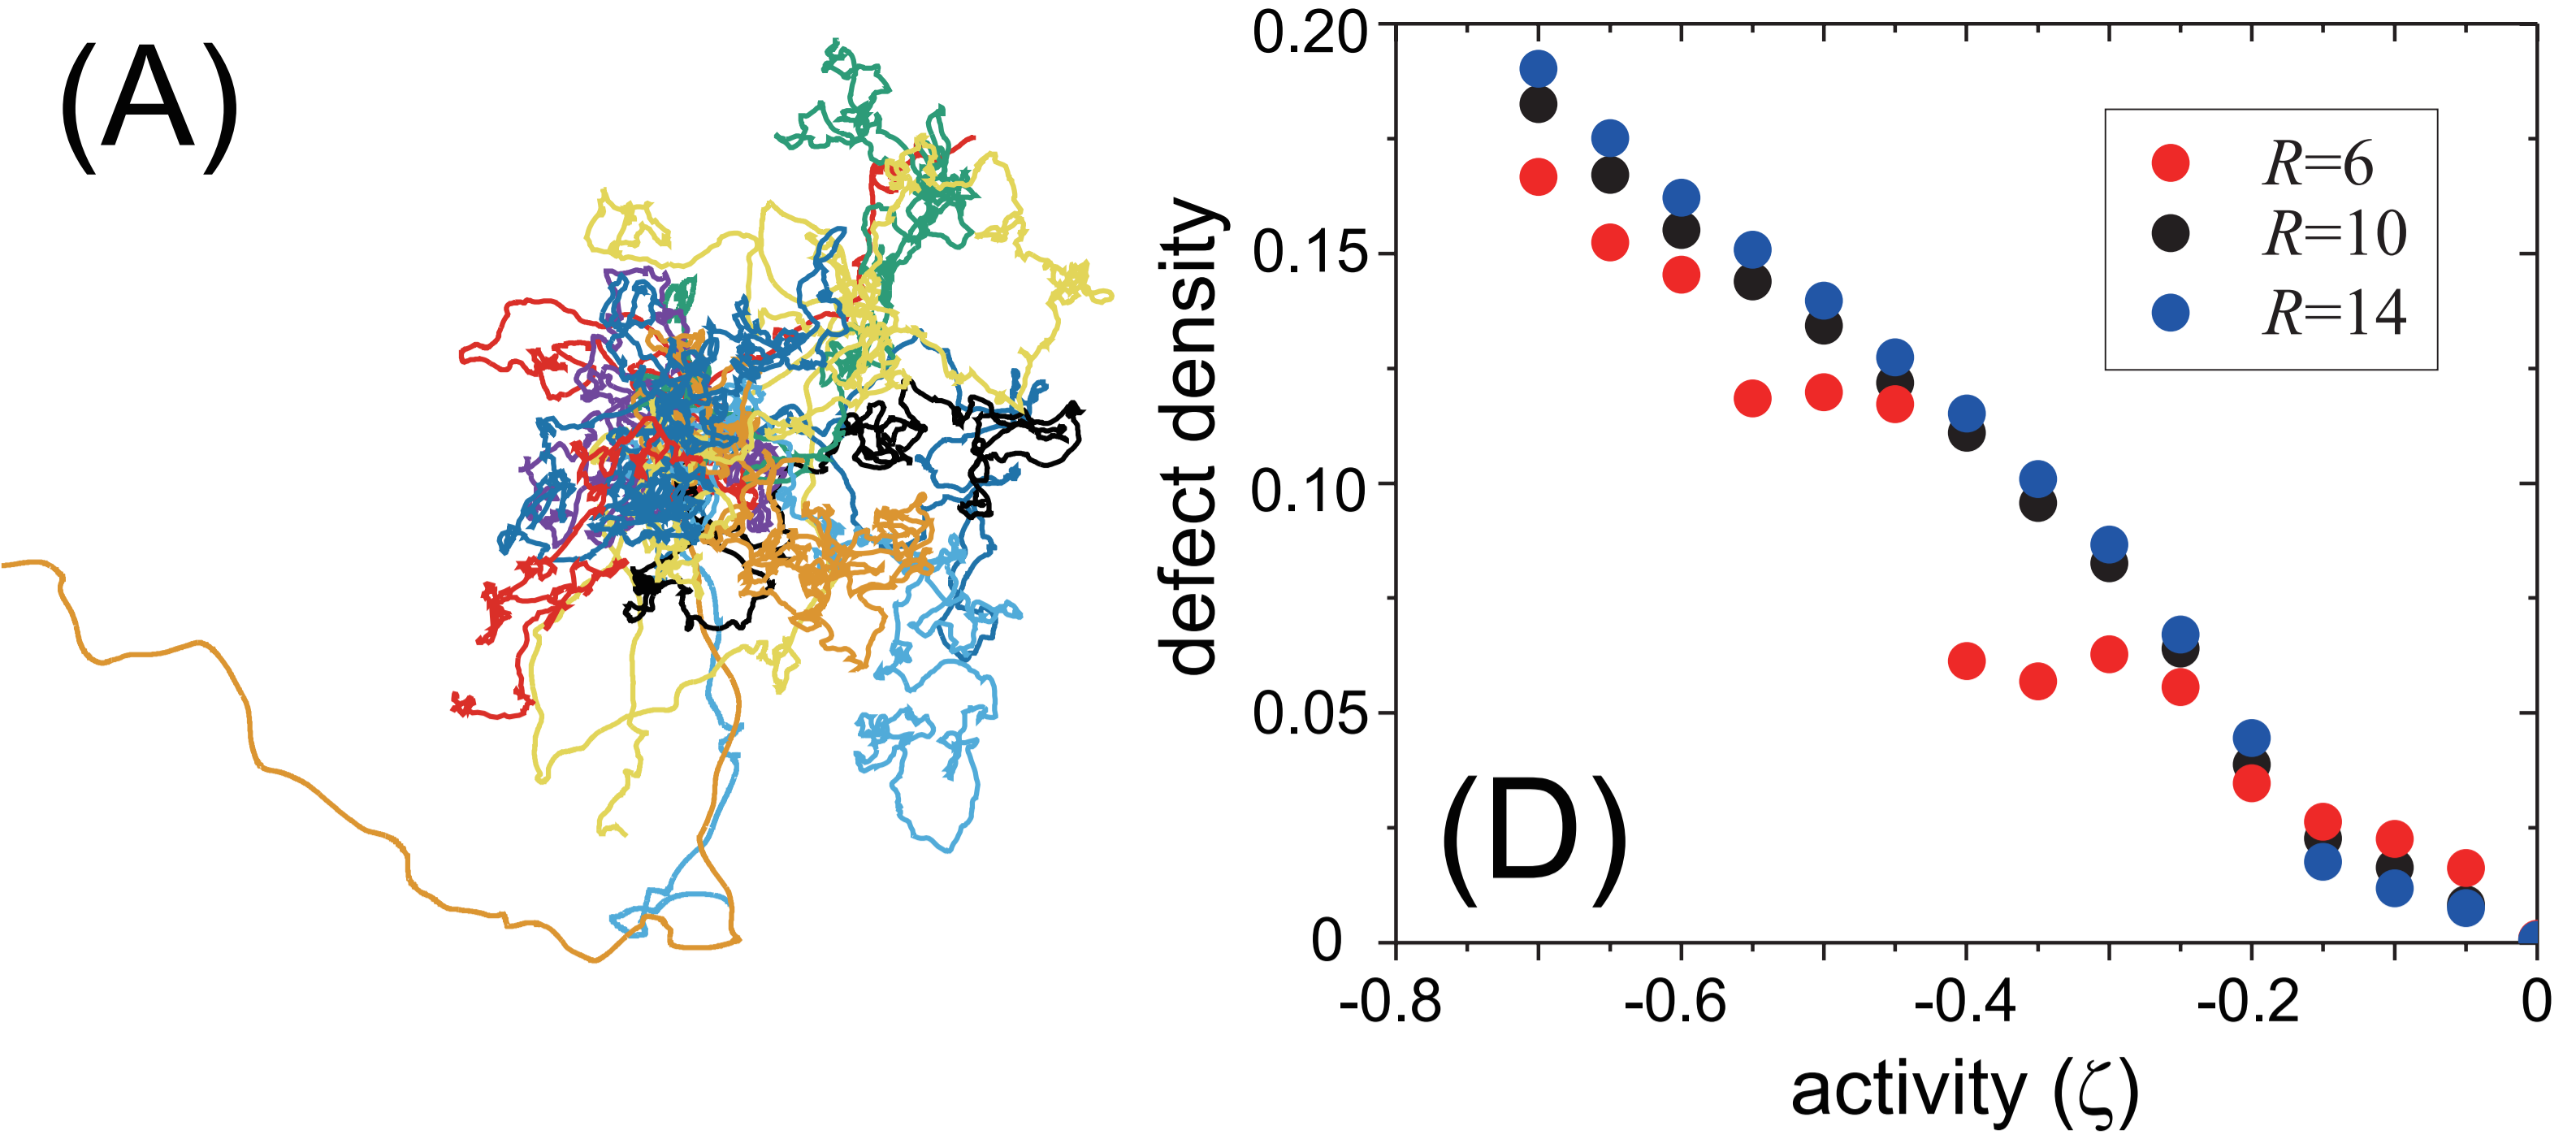 (A)
0.20
0.15
0.10
0.05
0
defect density
R=6
R=10
R=14
(D)
-0.8 -0.6 -0.4 -0.2 0
activity (ζ)